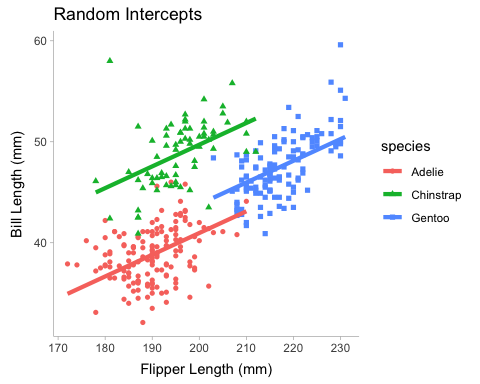 Random Intercepts
60
50
40
Bill Length (mm)
170 180 190 200 210 220 230
Flipper Length (mm)
species
Adelie
Chinstrap
Gentoo